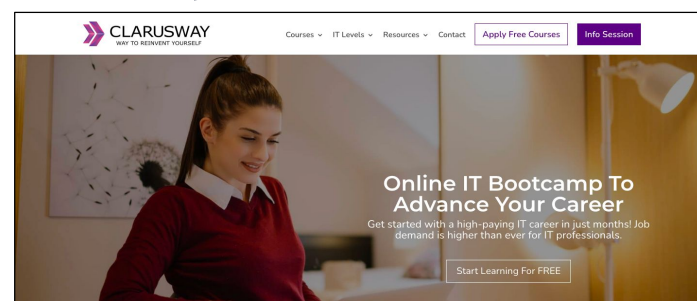 CLARUSWAY
WAY TO REINVENT YOURSELF
Courses IT Levels Resources Contact Apply Free Courses Info Session
Online IT Bootcamp To
Advance Your Career
Get started with a high-paying IT career in just months! Job
demand is higher than ever for IT professionals.
Start Learning For FREE